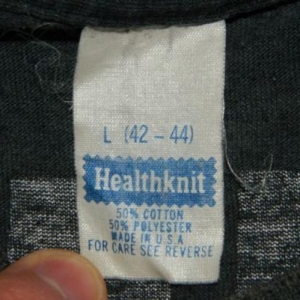 L (42-44)
Healthknit
50% COTTON
50% POLYESTER
MADE IN U.S.A
FOR CARE SEE REVERSE